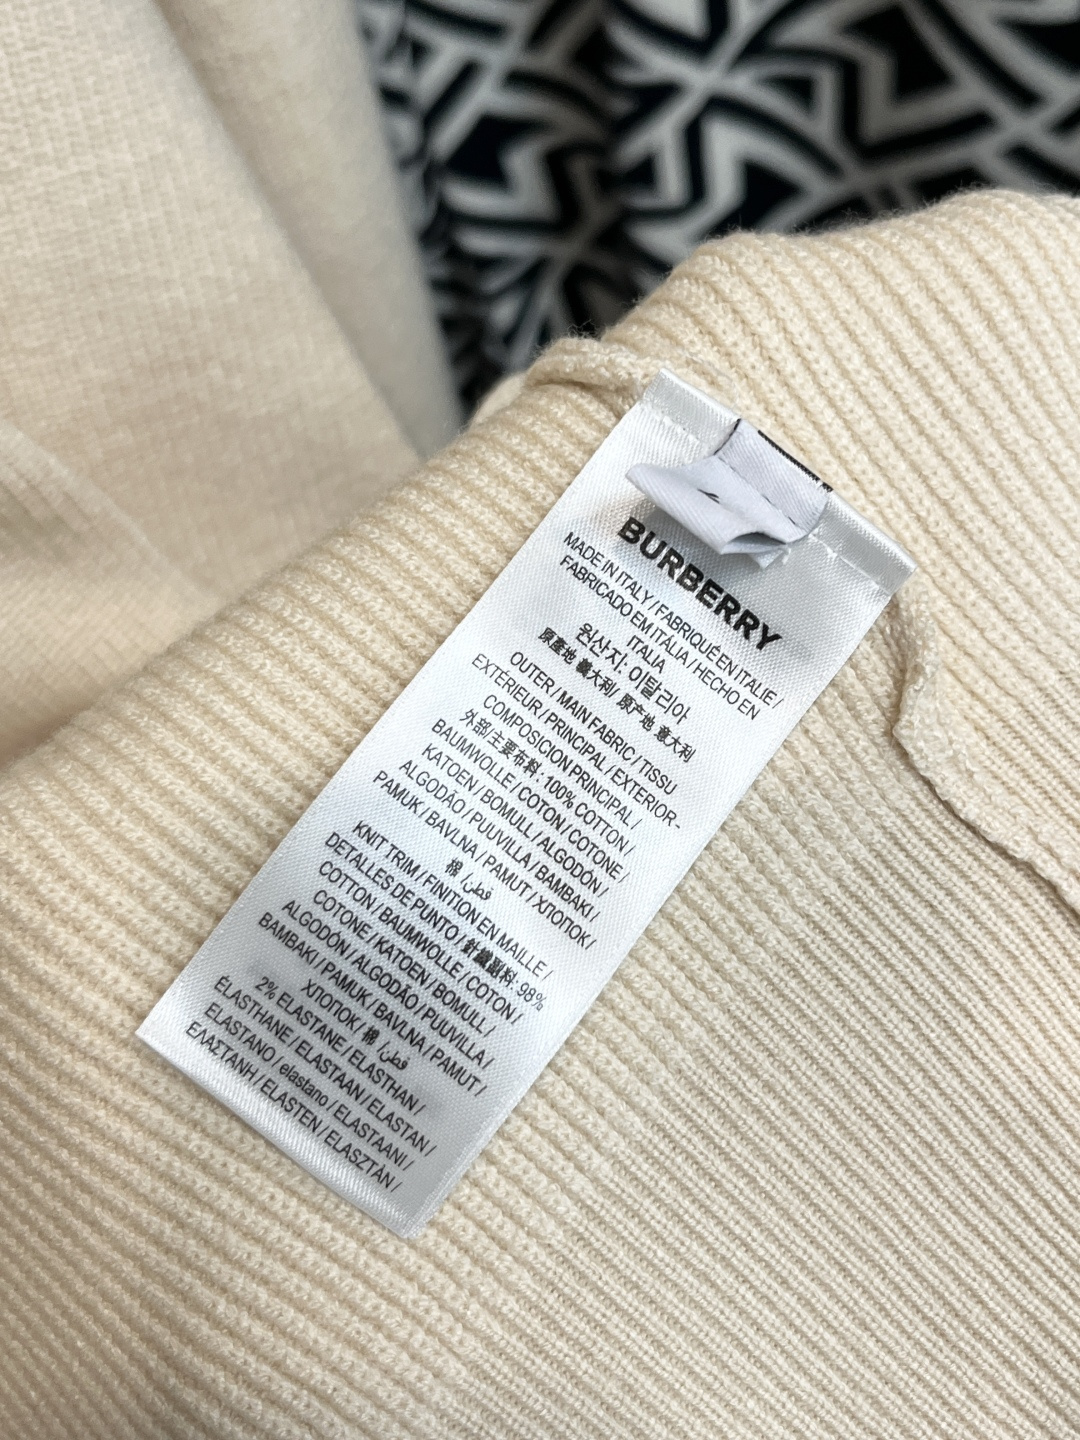 BURBERRY
MADE IN ITALY / FABRIQUÉ EN ITALIE /
FABRICADO EM ITÁLIA / HECHO EN
ITALIA
원산지: 이탈리아
原產地 義大利/ 原产地 意大利
OUTER / MAIN FABRIC / TISSU
EXTÉRIEUR / PRINCIPAL / EXTERIOR -
COMPOSICION PRINCIPAL /
外部/主要布料: 100% COTTON /
BAUMWOLLE / COTON / COTONE /
KATOEN / BOMULL / ALGODÓN /
ALGODÃO / PUUVILLA / BAMBAKI /
PAMUK / BAVLNA / PAMUT / ХЛОПОК /
棉 / قطن/
KNIT TRIM / FINITION EN MAILLE /
DETALLES DE PUNTO / 針織副料: 98%
COTTON / BAUMWOLLE / COTON /
COTONE / KATOEN / BOMULL /
ALGODÓN / ALGODÃO / PUUVILLA /
BAMBAKI / PAMUK / BAVLNA / PAMUT /
ХЛОПОК / 棉 / قطن/
2% ELASTANE / ELASTHAN /
ÉLASTHANE / ELASTAAN / ELASTAN /
ELASTANO / elastano / ELASTAANI /
ΕΛΑΣΤΑΝΗ / ELASTEN / ELASZTÁN /